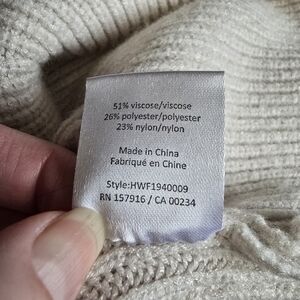 51% viscose/viscose
26% polyester/polyester
23% nylon/nylon
Made in China
Fabriqué en Chine
Style:HWF1940009
RN 157916 / CA 00234